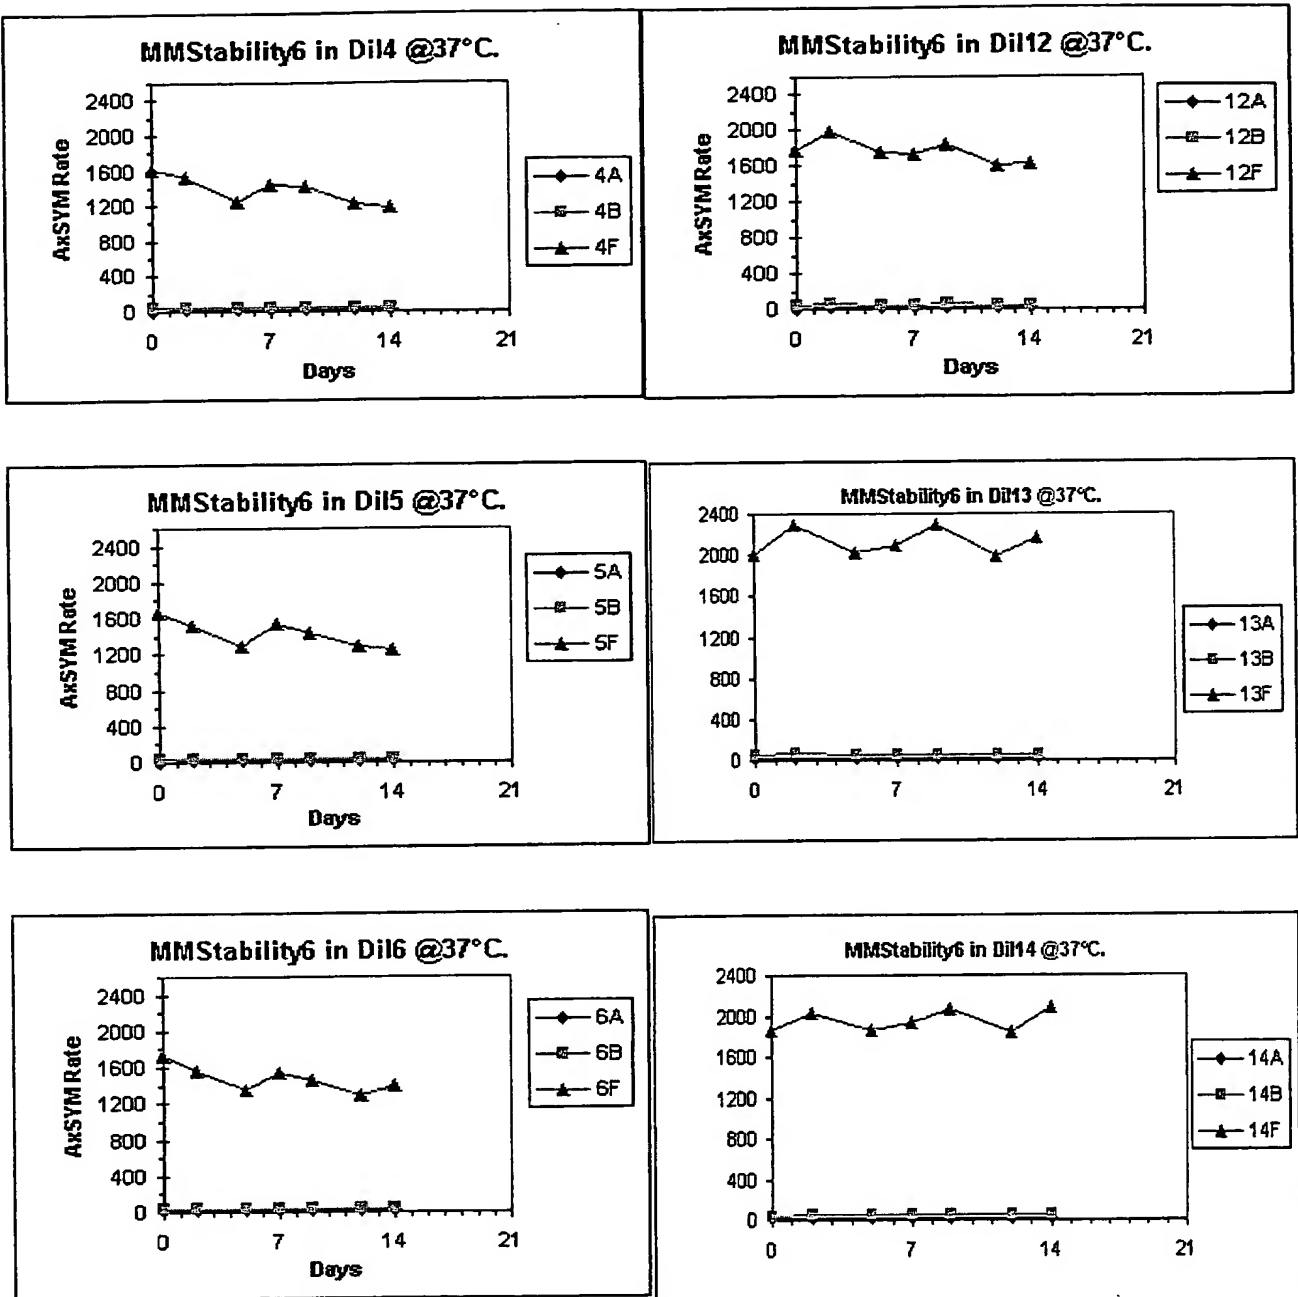 MMStability6 in Dil4 @37°C.
AxSYM Rate
2400
2000
1600
1200
800
400
0
0 7 14 21
Days
4A
4B
4F
MMStability6 in Dil12 @37°C.
AxSYM Rate
2400
2000
1600
1200
800
400
0
0 7 14 21
Days
12A
12B
12F
MMStability6 in Dil5 @37°C.
AxSYM Rate
2400
2000
1600
1200
800
400
0
0 7 14 21
Days
5A
5B
5F
MMStability6 in Dil13 @37°C.
2400
2000
1600
1200
800
400
0
0 7 14 21
13A
13B
13F
MMStability6 in Dil6 @37°C.
AxSYM Rate
2400
2000
1600
1200
800
400
0
0 7 14 21
Days
6A
6B
6F
MMStability6 in Dil14 @37°C.
2400
2000
1600
1200
800
400
0
0 7 14 21
14A
14B
14F